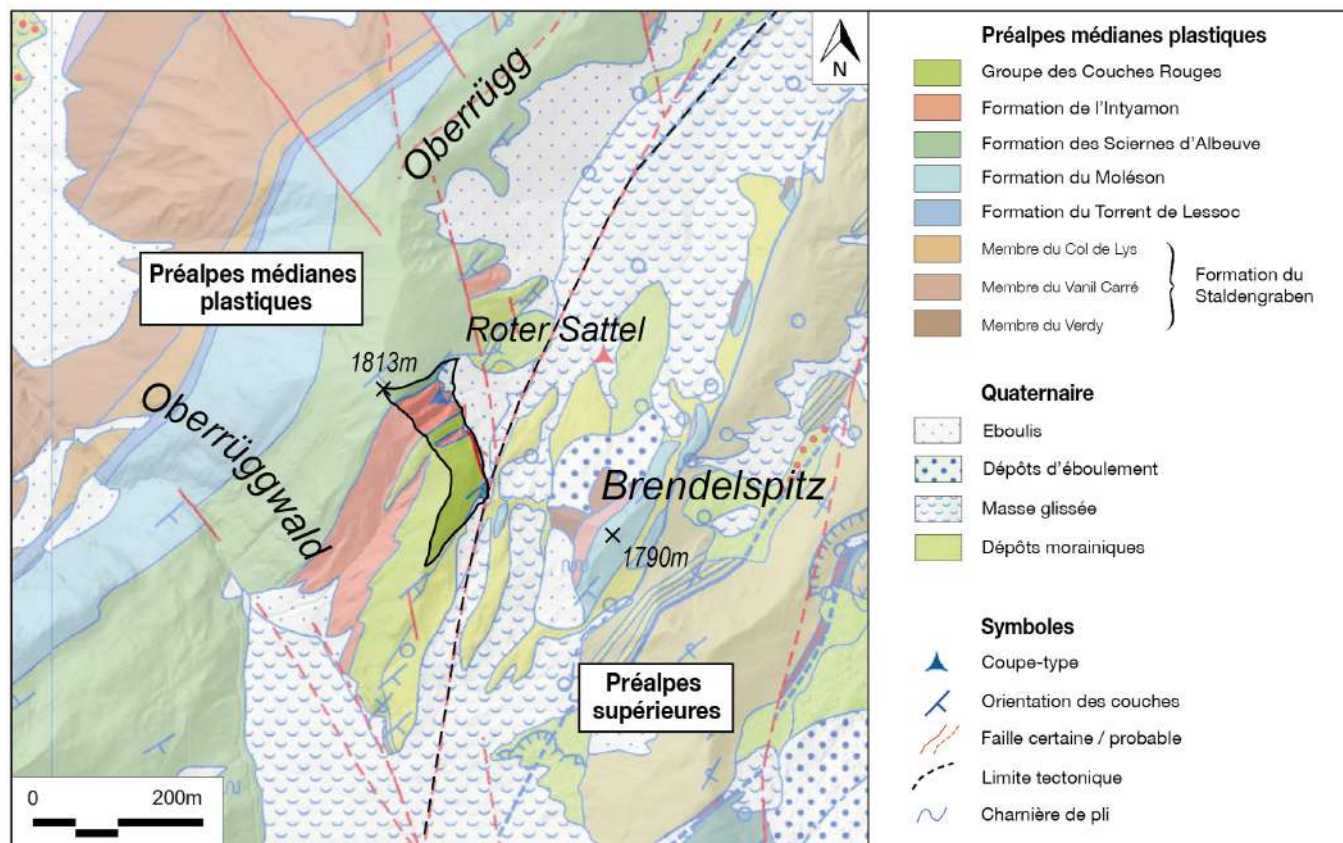 N
Oberrügg
Préalpes médianes
plastiques
Roter Sattel
1813m
Oberrüggwald
Brendelspitz
1790m
Préalpes
supérieures
0 200m
Préalpes médianes plastiques
Groupe des Couches Rouges
Formation de l'Intyamon
Formation des Sciernes d'Albeuve
Formation du Moléson
Formation du Torrent de Lessoc
Membre du Col de Lys
Membre du Vanil Carré
Membre du Verdy
Formation du
Staldengraben
Quaternaire
Eboulis
Dépôts d'éboulement
Masse glissée
Dépôts morainiques
Symboles
Coupe-type
Orientation des couches
Faille certaine / probable
Limite tectonique
Charnière de pli